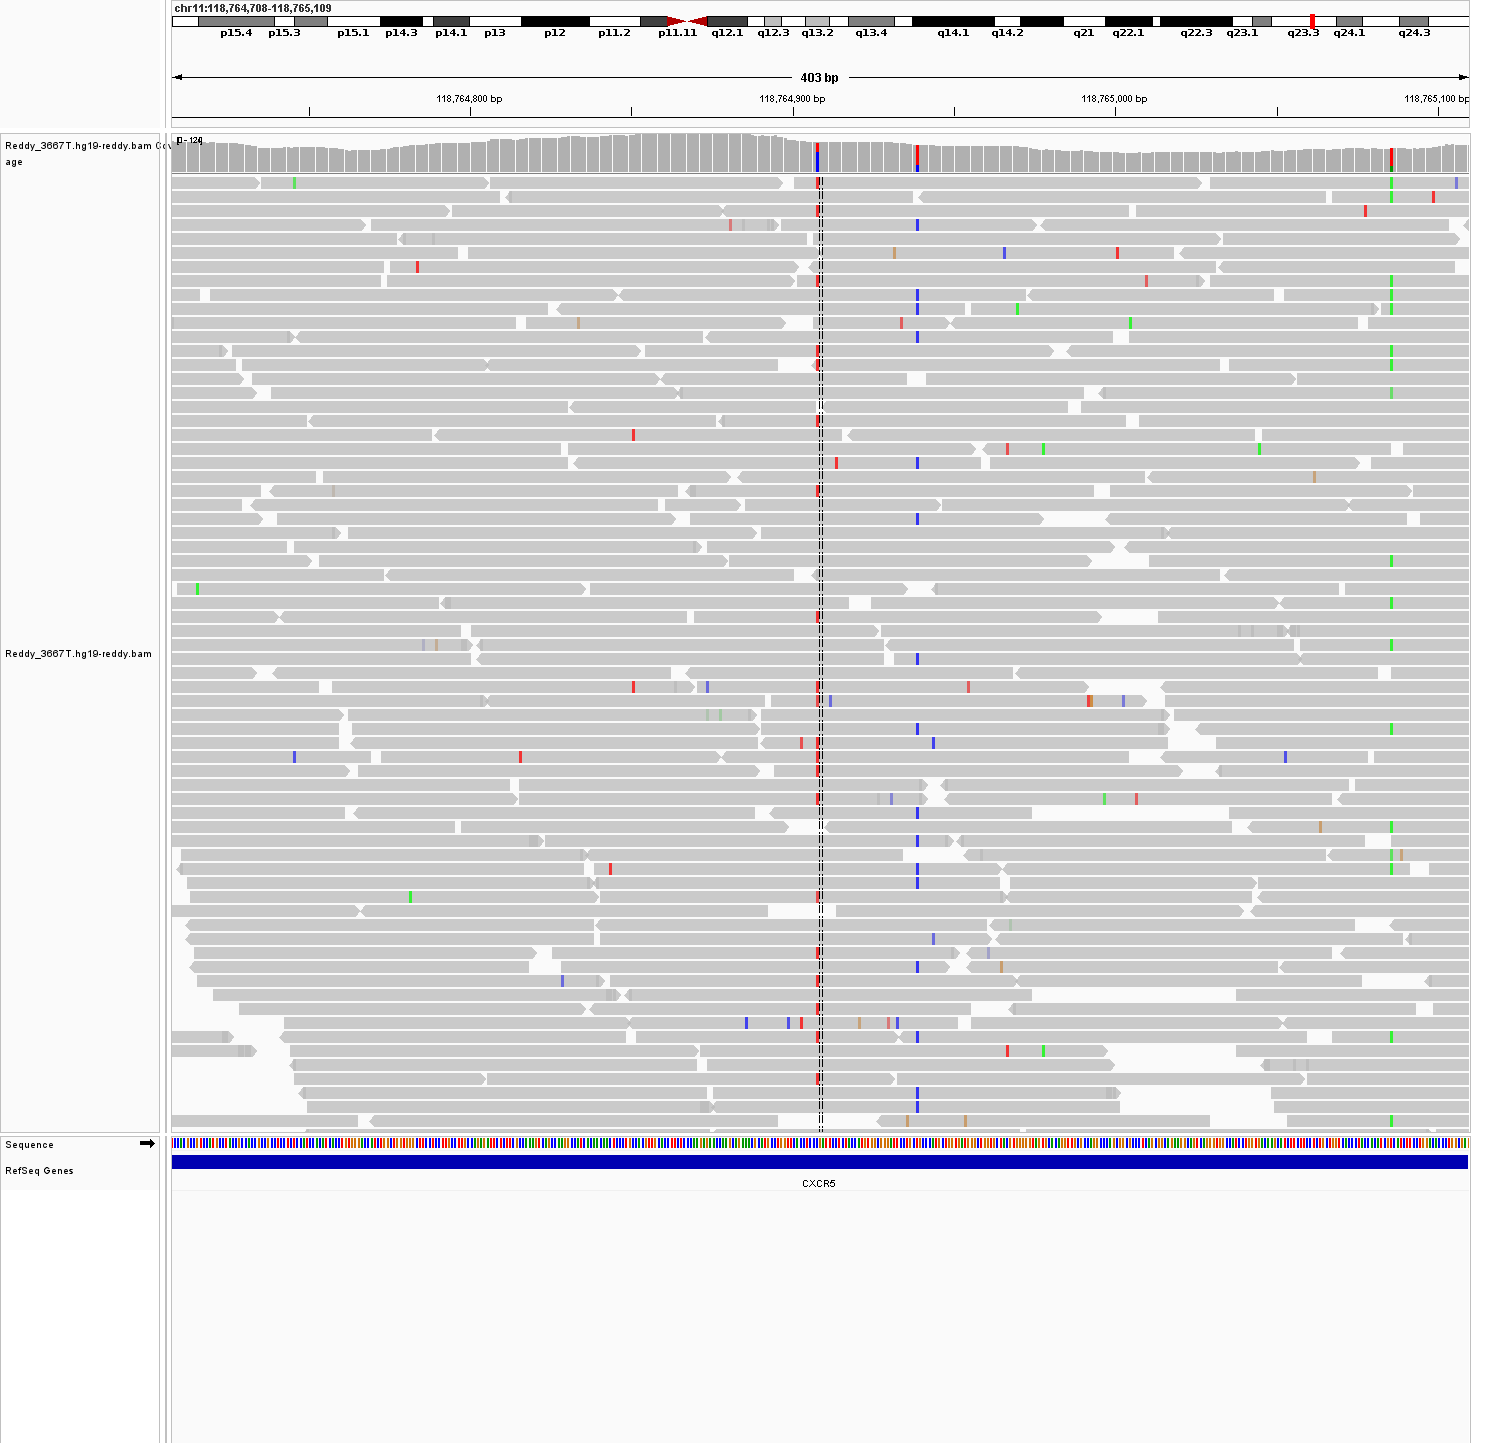 chr11:118,764,708-118,765,109
p15.4 p15.3 p15.1 p14.3 p14.1 p13 p12 p11.2 p11.11 q12.1 q12.3 q13.2 q13.4 q14.1 q14.2 q21 q22.1 q22.3 q23.1 q23.3 q24.1 q24.3
403 bp
118,764,800 bp 118,764,900 bp 118,765,000 bp 118,765,100 bp
Reddy_3667T.hg19-reddy.bam Cov
age
Reddy_3667T.hg19-reddy.bam
Sequence
RefSeq Genes
CXCR5